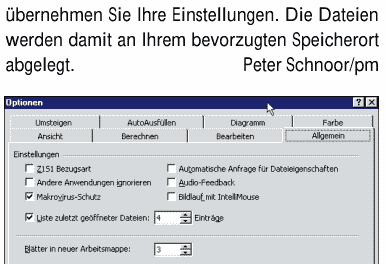 übernehmen Sie Ihre Einstellungen. Die Dateien
werden damit an Ihrem bevorzugten Speicherort
abgelegt. Peter Schnoor/pm
Optionen
Umsteigen AutoAusfüllen Diagramm Farbe
Ansicht Berechnen Bearbeiten Allgemein
Einstellungen
Z1S1 Bezugsart Automatische Anfrage für Dateieigenschaften
Andere Anwendungen ignorieren Audio-Feedback
Makrovirus-Schutz Bildlauf mit IntelliMouse
Liste zuletzt geöffneter Dateien: 4 Einträge
Blätter in neuer Arbeitsmappe: 3